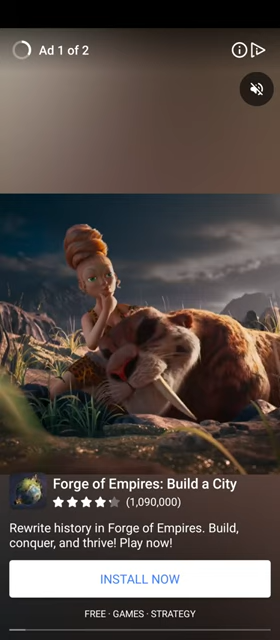 Ad 1 of 2
Forge of Empires: Build a City
(1,090,000)
Rewrite history in Forge of Empires. Build,
conquer, and thrive! Play now!
INSTALL NOW
FREE · GAMES · STRATEGY